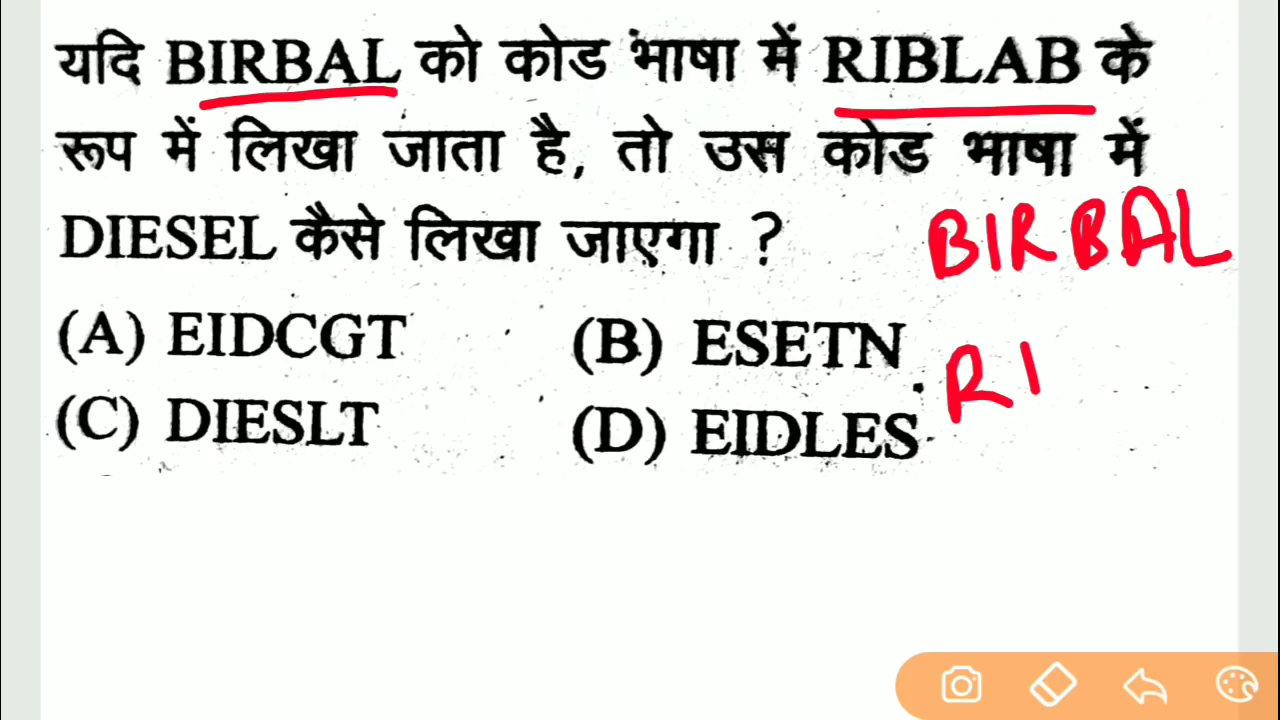 यदि BIRBAL को कोड भाषा में RIBLAB के
रूप में लिखा जाता है, तो उस कोड भाषा में
DIESEL कैसे लिखा जाएगा ?
BIRBAL
(A) EIDCGT (B) ESETN
RI
(C) DIESLT (D) EIDLES